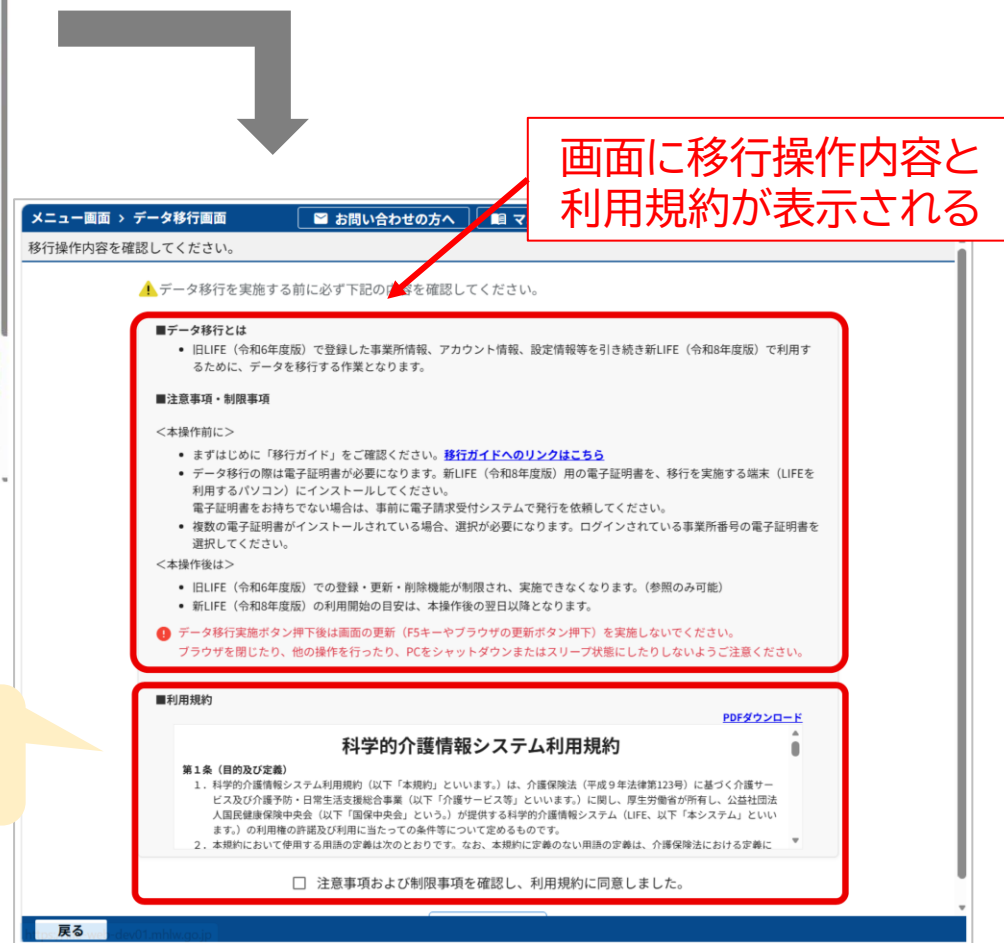 画面に移行操作内容と
利用規約が表示される
メニュー画面 › データ移行画面
お問い合わせの方へ
マ
移行操作内容を確認してください。
データ移行を実施する前に必ず下記の内容を確認してください。
■データ移行とは
• 旧LIFE（令和6年度版）で登録した事業所情報、アカウント情報、設定情報等を引き続き新LIFE（令和8年度版）で利用す
るために、データを移行する作業となります。
■注意事項・制限事項
＜本操作前に＞
• まずはじめに「移行ガイド」をご確認ください。移行ガイドへのリンクはこちら
• データ移行の際は電子証明書が必要になります。新LIFE（令和8年度版）用の電子証明書を、移行を実施する端末（LIFEを
利用するパソコン）にインストールしてください。
電子証明書をお持ちでない場合は、事前に電子請求受付システムで発行を依頼してください。
• 複数の電子証明書がインストールされている場合、選択が必要になります。ログインされている事業所番号の電子証明書を
選択してください。
＜本操作後は＞
• 旧LIFE（令和6年度版）での登録・更新・削除機能が制限され、実施できなくなります。（参照のみ可能）
• 新LIFE（令和8年度版）の利用開始の目安は、本操作後の翌日以降となります。
データ移行実施ボタン押下後は画面の更新（F5キーやブラウザの更新ボタン押下）を実施しないでください。
ブラウザを閉じたり、他の操作を行ったり、PCをシャットダウンまたはスリープ状態にしたりしないようご注意ください。
■利用規約
PDFダウンロード
科学的介護情報システム利用規約
第１条（目的及び定義）
１．科学的介護情報システム利用規約（以下「本規約」といいます。）は、介護保険法（平成９年法律第123号）に基づく介護サー
ビス及び介護予防・日常生活支援総合事業（以下「介護サービス等」といいます。）に関し、厚生労働省が所有し、公益社団法
人国民健康保険中央会（以下「国保中央会」という。）が提供する科学的介護情報システム（LIFE、以下「本システム」といい
ます。）の利用権の許諾及び利用に当たっての条件等について定めるものです。
２．本規約において使用する用語の定義は次のとおりです。なお、本規約に定義のない用語の定義は、介護保険法における定義に
注意事項および制限事項を確認し、利用規約に同意しました。
戻る